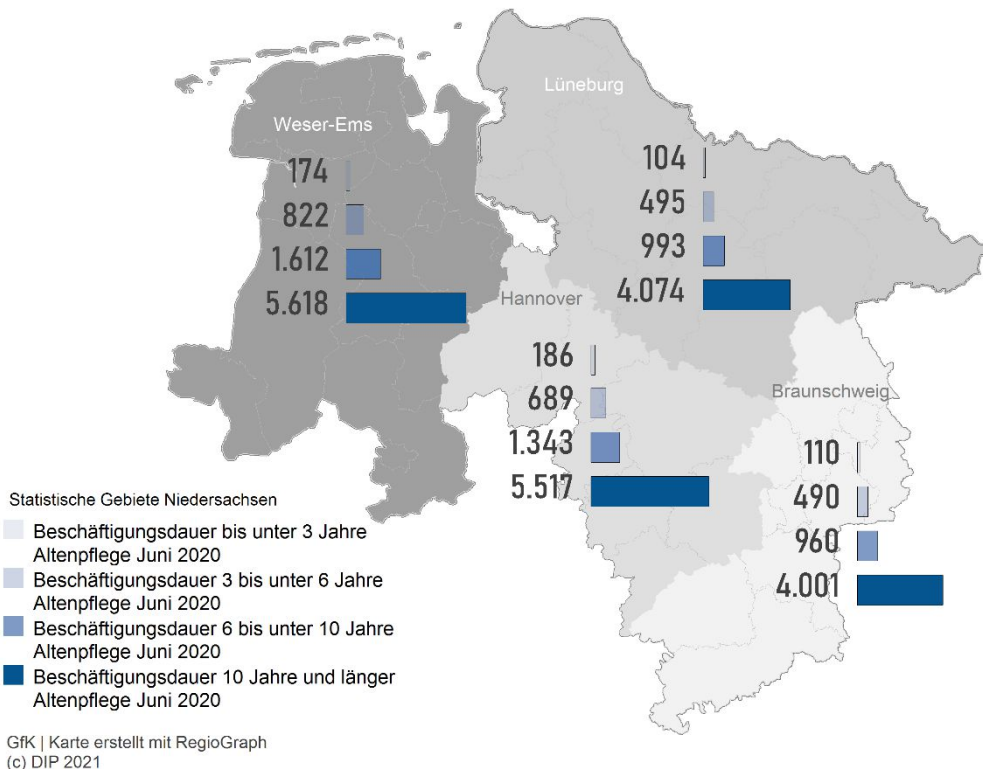 Lüneburg
Weser-Ems
174
822
1.612
5.618
104
495
993
4.074
Hannover
186
689
1.343
5.517
Braunschweig
110
490
960
4.001
Statistische Gebiete Niedersachsen
Beschäftigungsdauer bis unter 3 Jahre
Altenpflege Juni 2020
Beschäftigungsdauer 3 bis unter 6 Jahre
Altenpflege Juni 2020
Beschäftigungsdauer 6 bis unter 10 Jahre
Altenpflege Juni 2020
Beschäftigungsdauer 10 Jahre und länger
Altenpflege Juni 2020
GfK | Karte erstellt mit RegioGraph
(c) DIP 2021